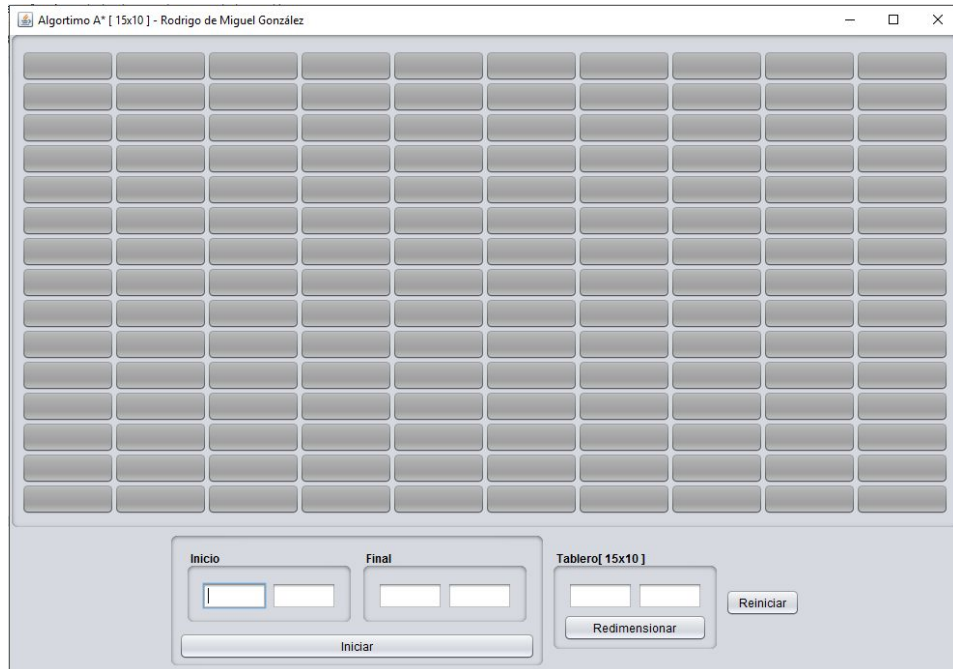 Algortimo A* [ 15x10 ] - Rodrigo de Miguel González
Inicio
Final
Tablero[ 15x10 ]
Reiniciar
Redimensionar
Iniciar